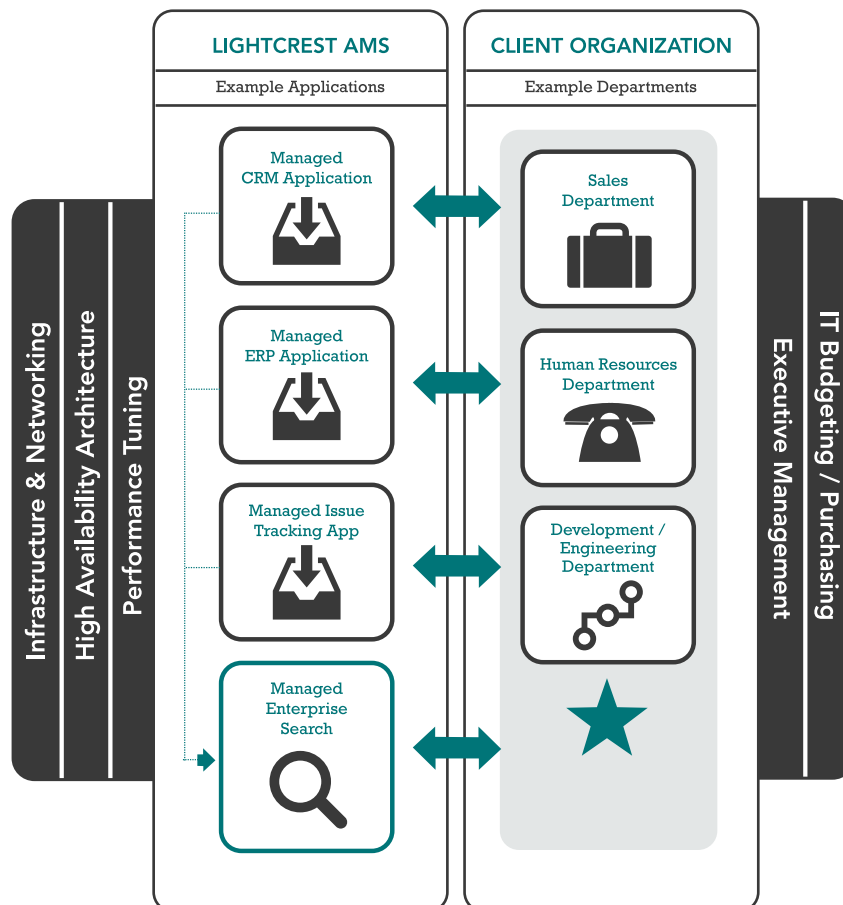 LIGHTCREST AMS
Example Applications
Managed
CRM Application
Managed
ERP Application
Managed Issue
Tracking App
Managed
Enterprise
Search
CLIENT ORGANIZATION
Example Departments
Sales
Department
Human Resources
Department
Development /
Engineering
Department
Infrastructure & Networking
High Availability Architecture
Performance Tuning
Executive Management
IT Budgeting / Purchasing